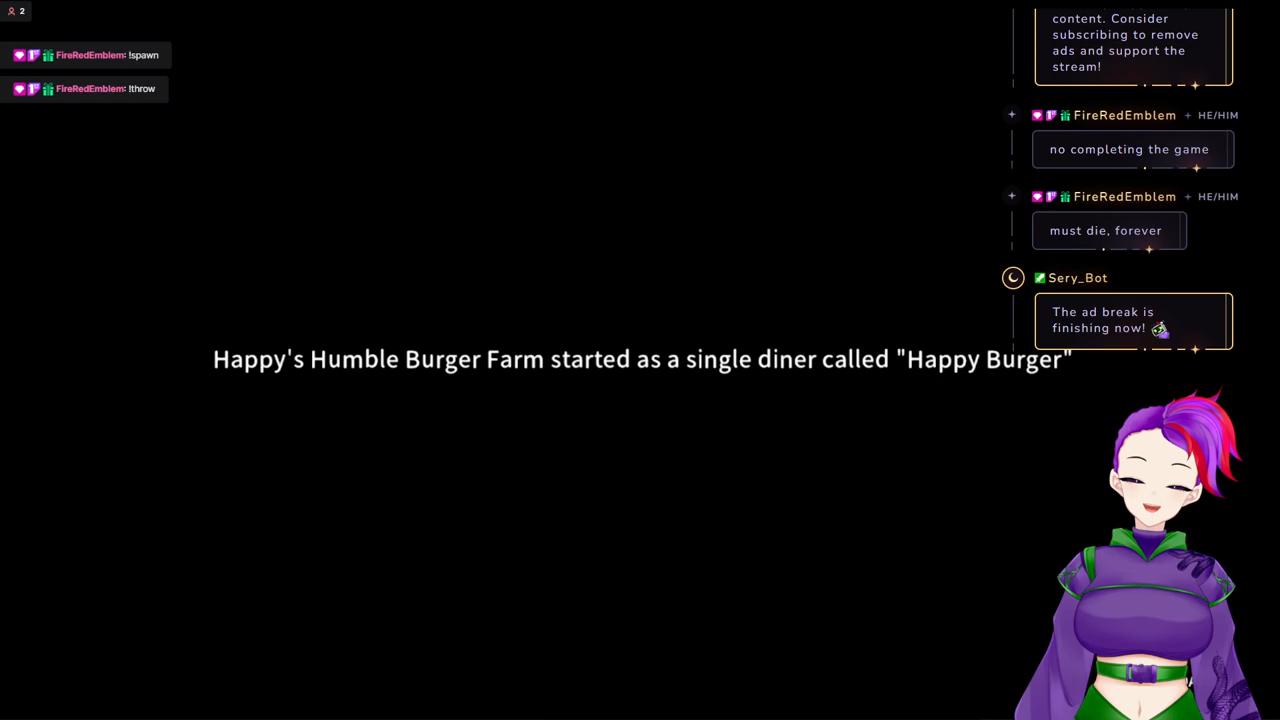 2
FireRedEmblem: !spawn
FireRedEmblem: !throw
content. Consider
subscribing to remove
ads and support the
stream!
FireRedEmblem HE/HIM
no completing the game
FireRedEmblem HE/HIM
must die, forever
Sery_Bot
The ad break is
finishing now!
Happy's Humble Burger Farm started as a single diner called "Happy Burger"